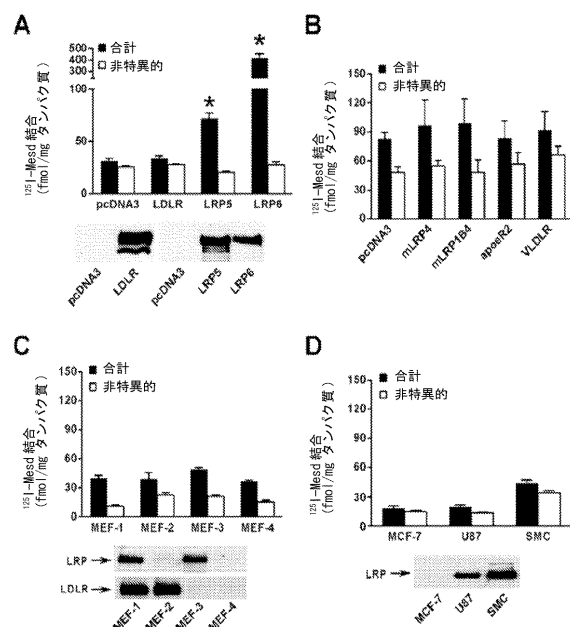 A
*
*
500
400
300
200
100
50
0
■合計
□非特異的
¹²⁵I-Mesd 結合
(fmol/mg タンパク質)
pcDNA3 LDLR LRP5 LRP6
pcDNA3 LDLR pcDNA3 LRP5 LRP6
B
■合計
□非特異的
150
120
90
60
30
0
¹²⁵I-Mesd 結合
(fmol/mg タンパク質)
pcDNA3 mLRP4 mLRP1B4 apoeR2 VLDLR
C
■合計
□非特異的
150
120
90
60
30
0
¹²⁵I-Mesd 結合
(fmol/mg タンパク質)
MEF-1 MEF-2 MEF-3 MEF-4
LRP→
LDLR→
MEF-1 MEF-2 MEF-3 MEF-4
D
■合計
□非特異的
150
120
90
60
30
0
¹²⁵I-Mesd 結合
(fmol/mg タンパク質)
MCF-7 U87 SMC
LRP→
MCF-7 U87 SMC